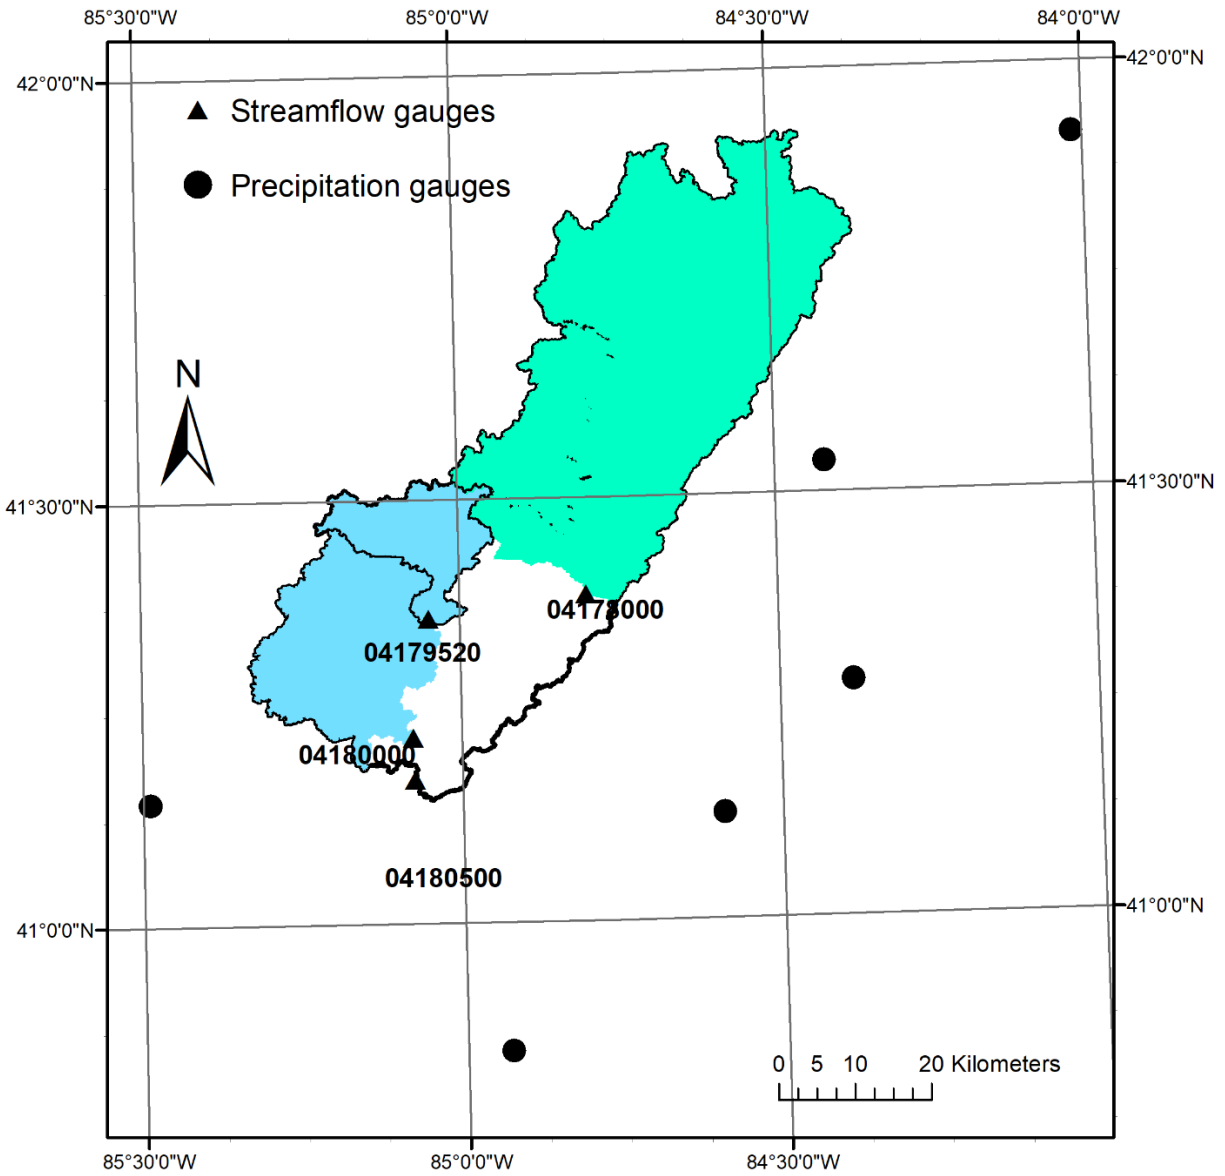 85°30'0"W 85°0'0"W 84°30'0"W 84°0'0"W
42°0'0"N 42°0'0"N
Streamflow gauges
Precipitation gauges
N
41°30'0"N 41°30'0"N
04178000
04179520
04180000
04180500
41°0'0"N 41°0'0"N
0 5 10 20 Kilometers
85°30'0"W 85°0'0"W 84°30'0"W